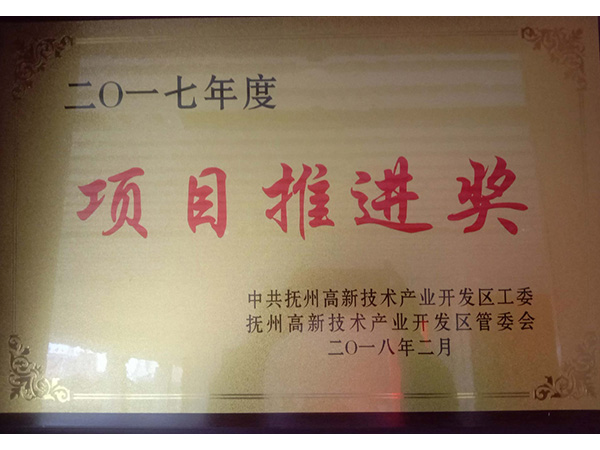 二〇一七年度
项目推进奖
中共抚州高新技术产业开发区工委
抚州高新技术产业开发区管委会
二〇一八年二月